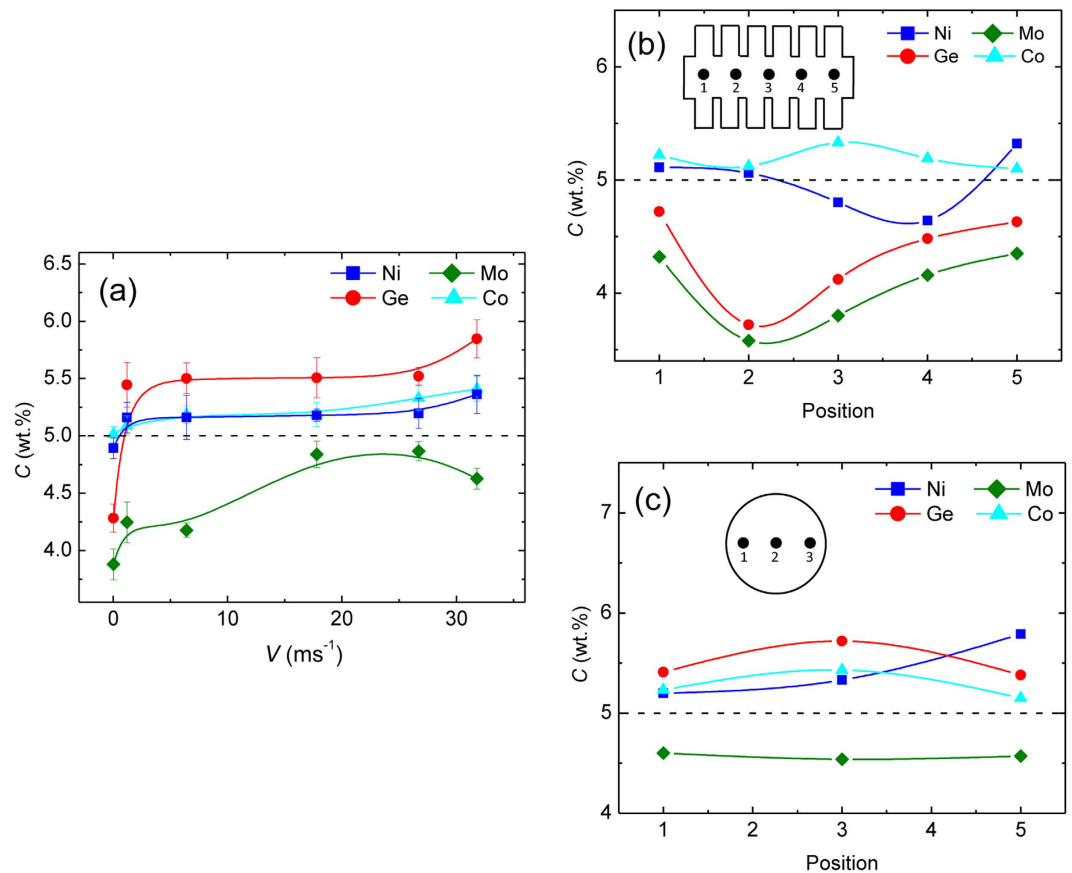 (a)
Ni Mo
Ge Co
6.5
6.0
5.5
5.0
4.5
4.0
C (wt.%)
0 10 20 30
V (ms⁻¹)
(b)
1 2 3 4 5
Ni Mo
Ge Co
6
5
4
C (wt.%)
1 2 3 4 5
Position
(c)
1 2 3
Ni Mo
Ge Co
7
6
5
4
C (wt.%)
1 2 3 4 5
Position